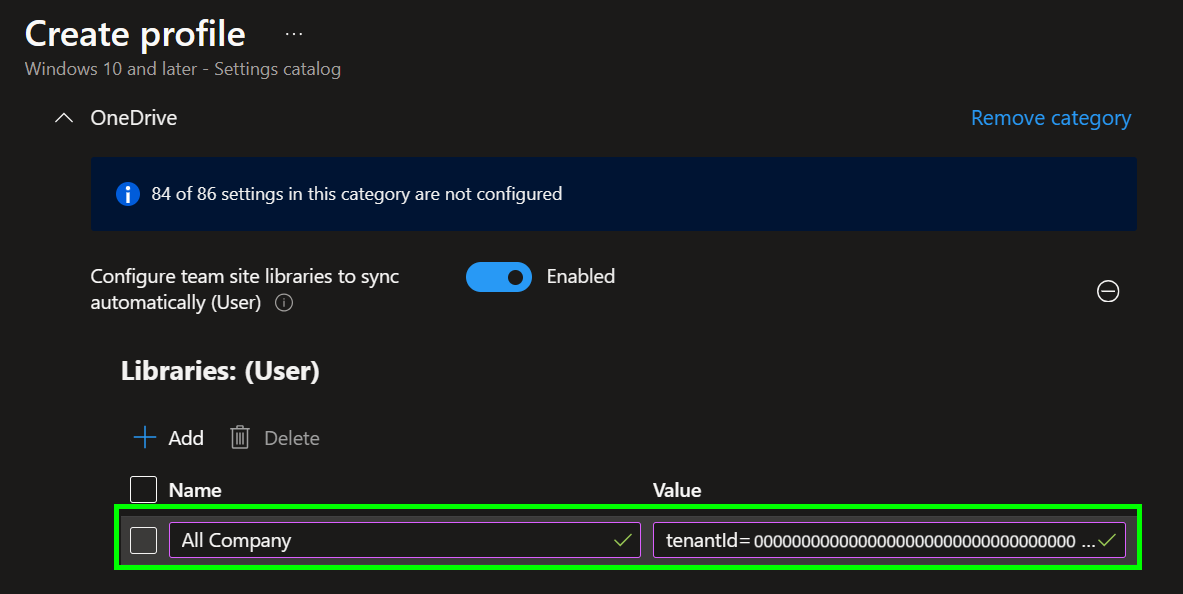 Create profile ...
Windows 10 and later - Settings catalog
OneDrive
Remove category
84 of 86 settings in this category are not configured
Configure team site libraries to sync
automatically (User)
Enabled
Libraries: (User)
Add Delete
Name Value
All Company tenantId= 0000000000000000000000000000000000 ...